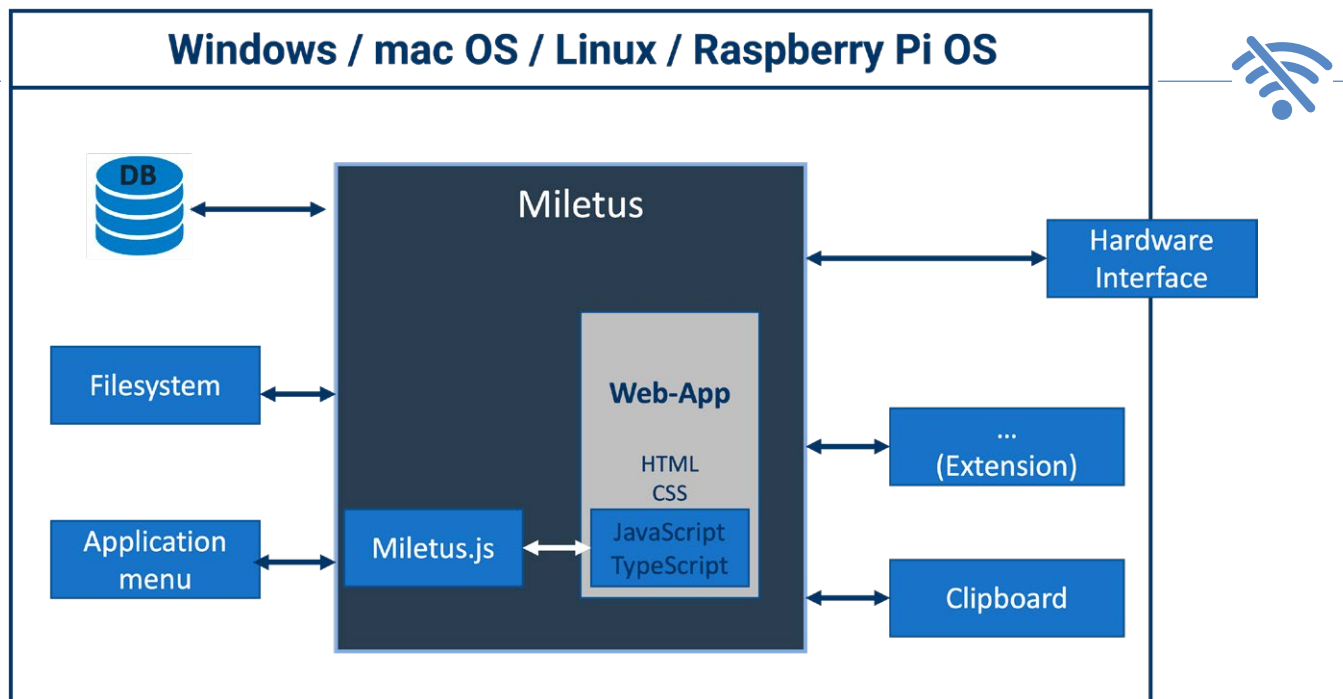 Windows / mac OS / Linux / Raspberry Pi OS
DB
Miletus
Hardware
Interface
Filesystem
Web-App
HTML
CSS
...
(Extension)
Application
menu
Miletus.js
JavaScript
TypeScript
Clipboard